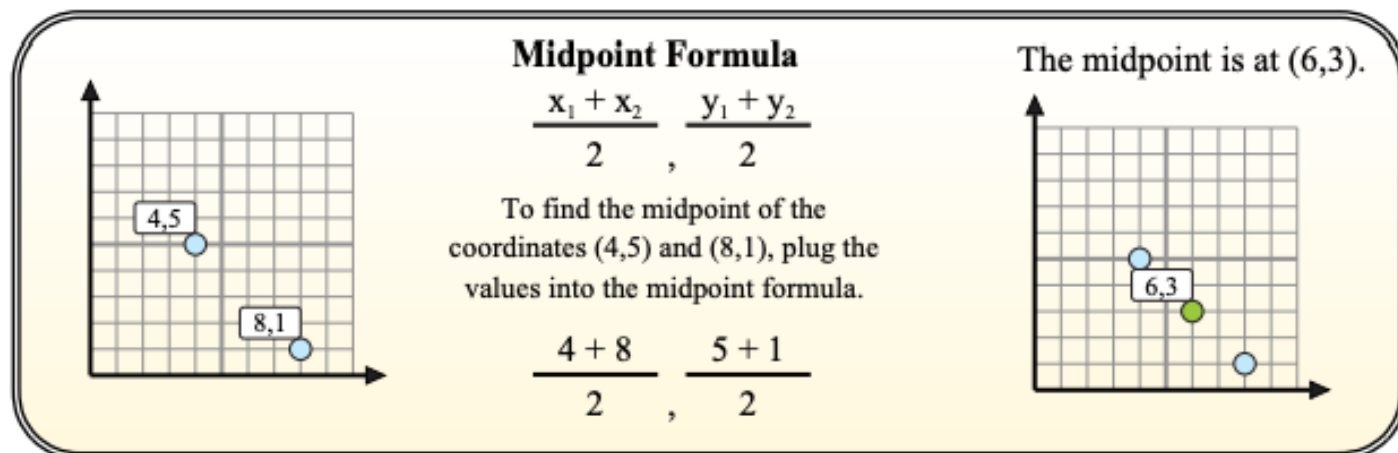 4,5
8,1
Midpoint Formula
x₁ + x₂   y₁ + y₂
2 , 2
To find the midpoint of the
coordinates (4,5) and (8,1), plug the
values into the midpoint formula.
4 + 8   5 + 1
2 , 2
The midpoint is at (6,3).
6,3